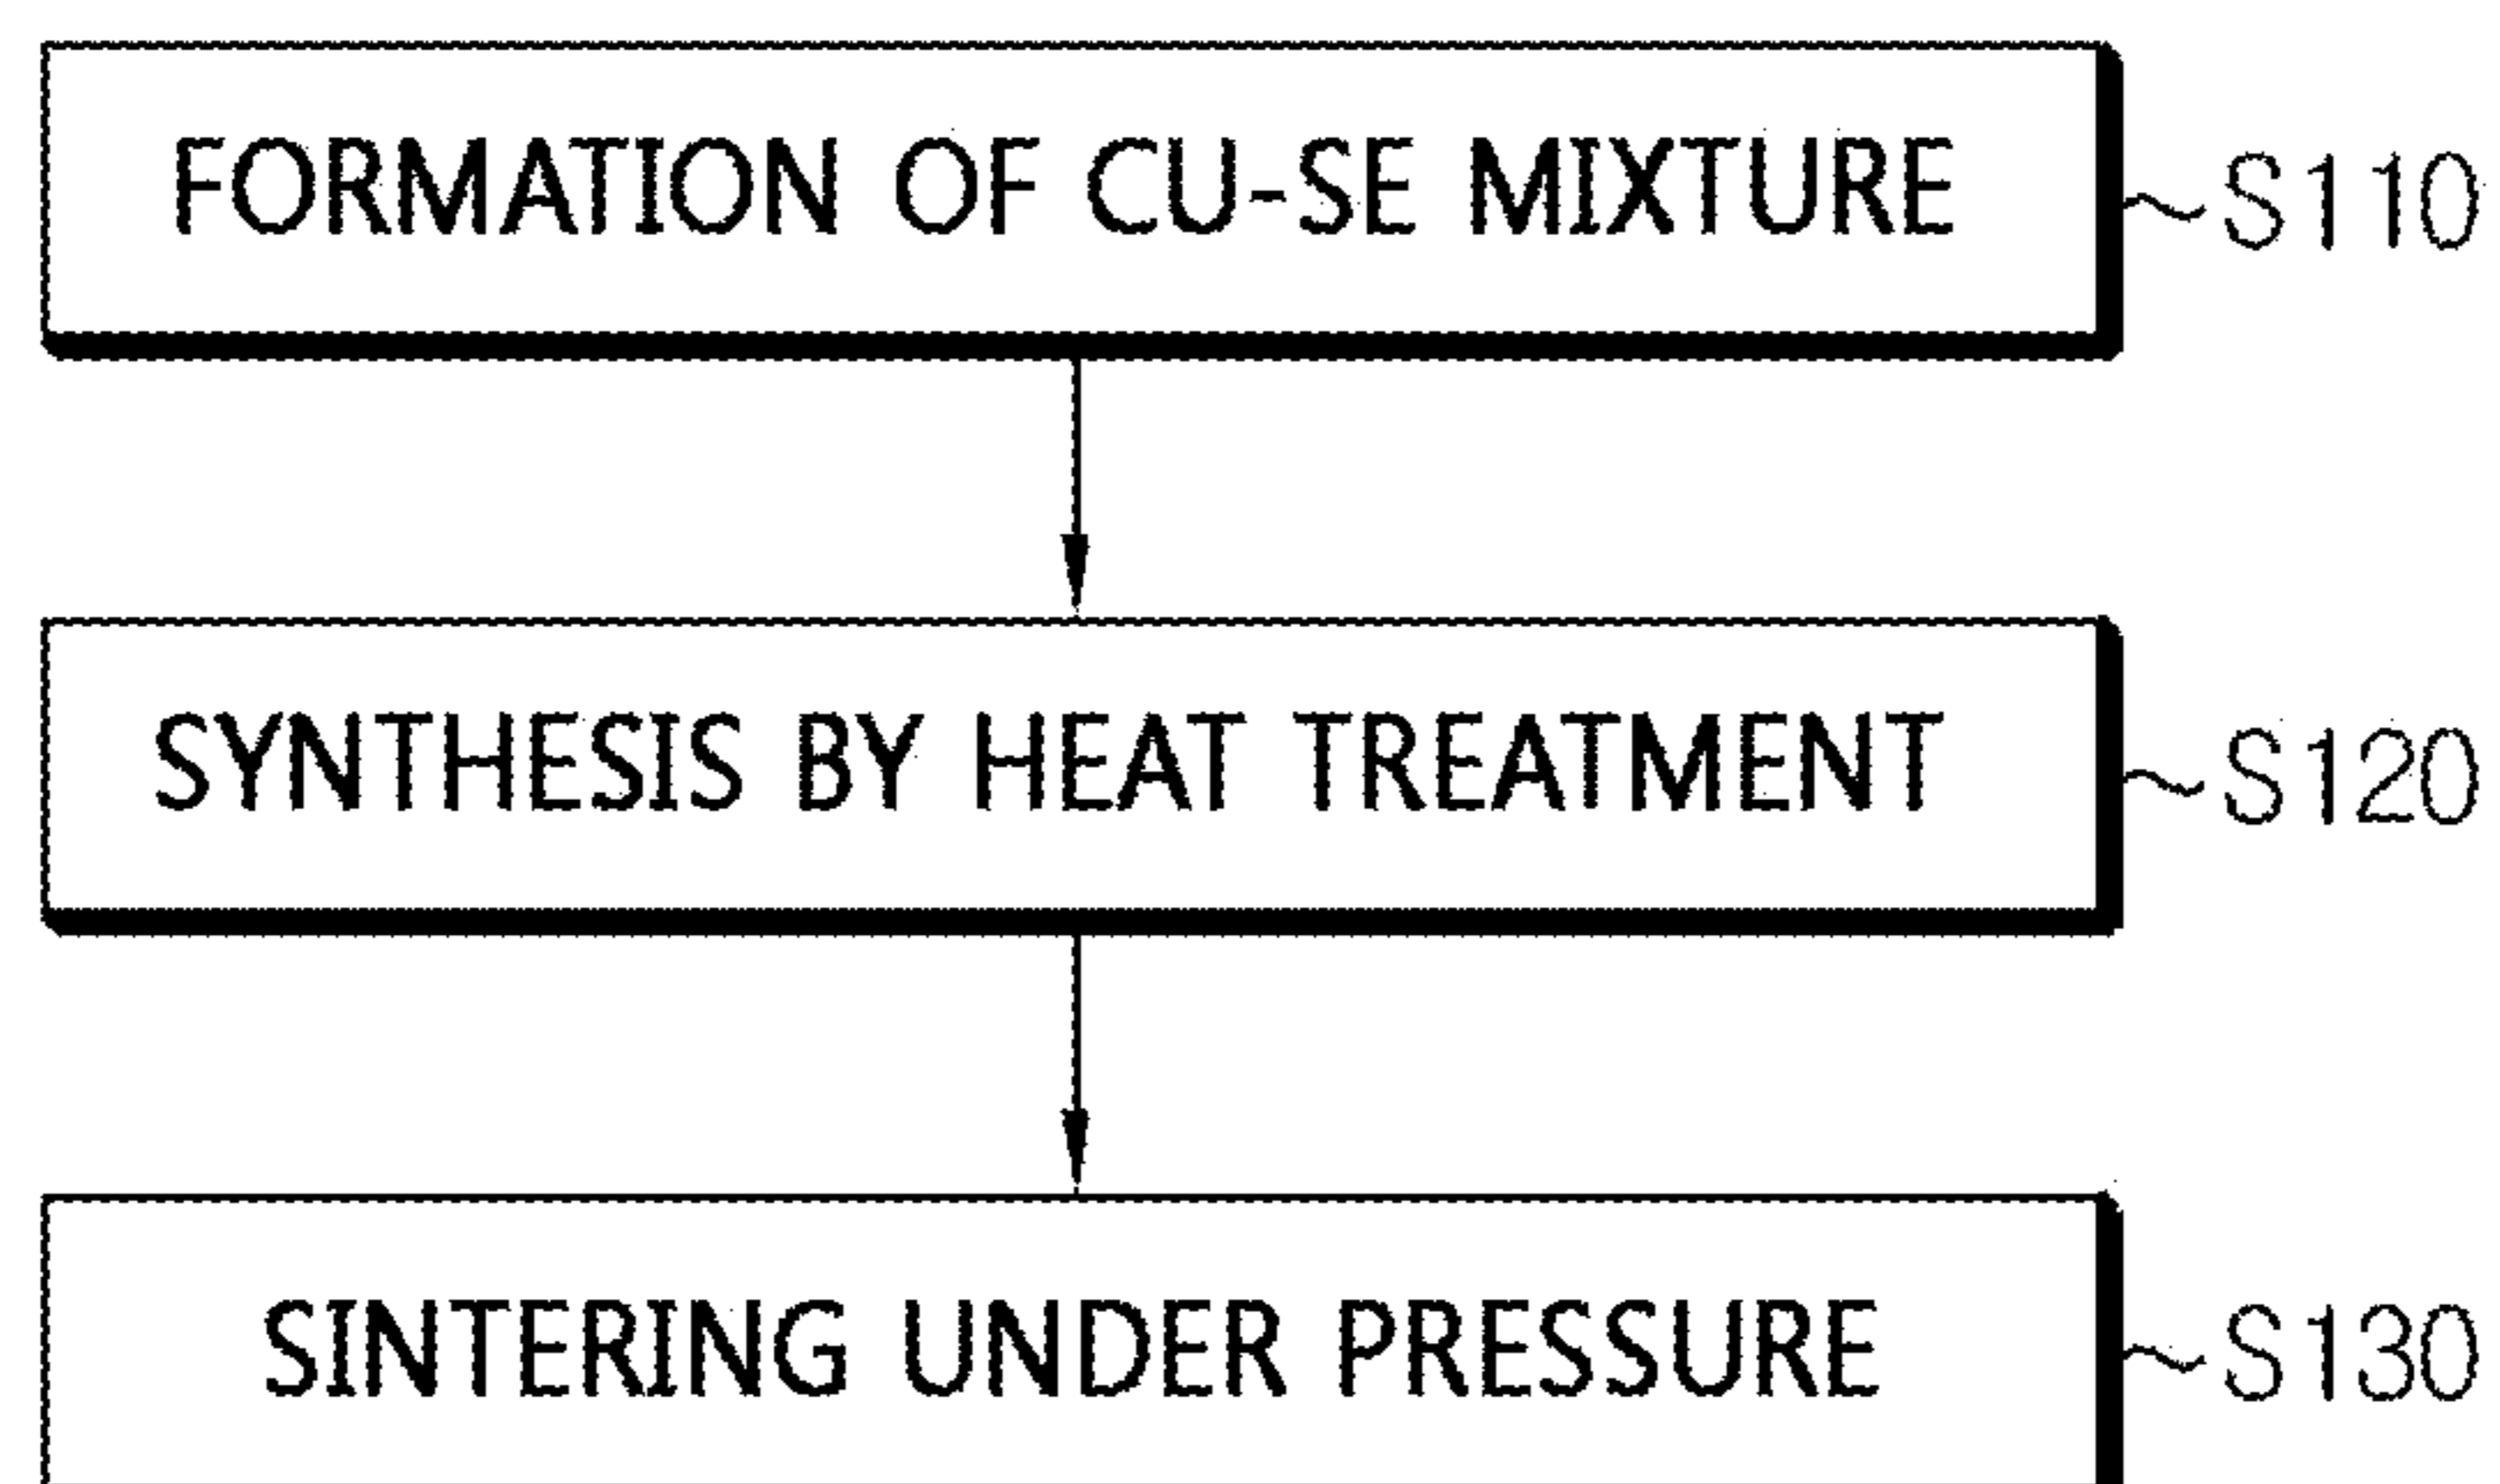 FORMATION OF CU-SE MIXTURE
S110
SYNTHESIS BY HEAT TREATMENT
S120
SINTERING UNDER PRESSURE
S130